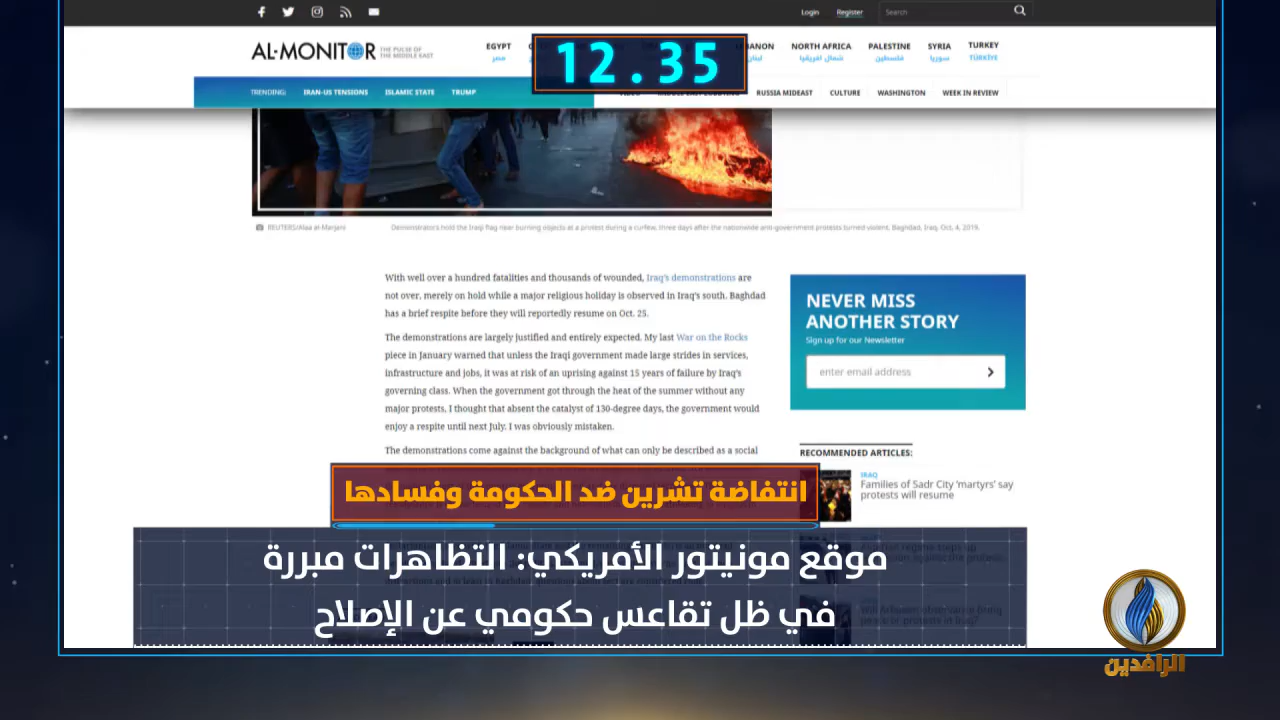 Login Register Search
AL-MONITOR THE PULSE OF THE MIDDLE EAST
EGYPT LEBANON NORTH AFRICA PALESTINE SYRIA TURKEY
مصر لبنان شمال افريقيا فلسطين سوريا TÜRKİYE
12.35
TRENDING: IRAN-US TENSIONS ISLAMIC STATE TRUMP
RUSSIA MIDEAST CULTURE WASHINGTON WEEK IN REVIEW
REUTERS/Alaa al-Marjani
Demonstrators hold the Iraqi flag near burning objects at a protest during a curfew, three days after the nationwide anti-government protests turned violent, Baghdad, Iraq, Oct. 4, 2019.
With well over a hundred fatalities and thousands of wounded, Iraq's demonstrations are
not over, merely on hold while a major religious holiday is observed in Iraq's south. Baghdad
has a brief respite before they will reportedly resume on Oct. 25.
The demonstrations are largely justified and entirely expected. My last War on the Rocks
piece in January warned that unless the Iraqi government made large strides in services,
infrastructure and jobs, it was at risk of an uprising against 15 years of failure by Iraq's
governing class. When the government got through the heat of the summer without any
major protests, I thought that absent the catalyst of 130-degree days, the government would
enjoy a respite until next July. I was obviously mistaken.
The demonstrations come against the background of what can only be described as a social
NEVER MISS
ANOTHER STORY
Sign up for our Newsletter
enter email address
RECOMMENDED ARTICLES:
IRAQ
Families of Sadr City 'martyrs' say
protests will resume
انتفاضة تشرين ضد الحكومة وفسادها
موقع مونيتور الأمريكي: التظاهرات مبررة
في ظل تقاعس حكومي عن الإصلاح
الرافدين